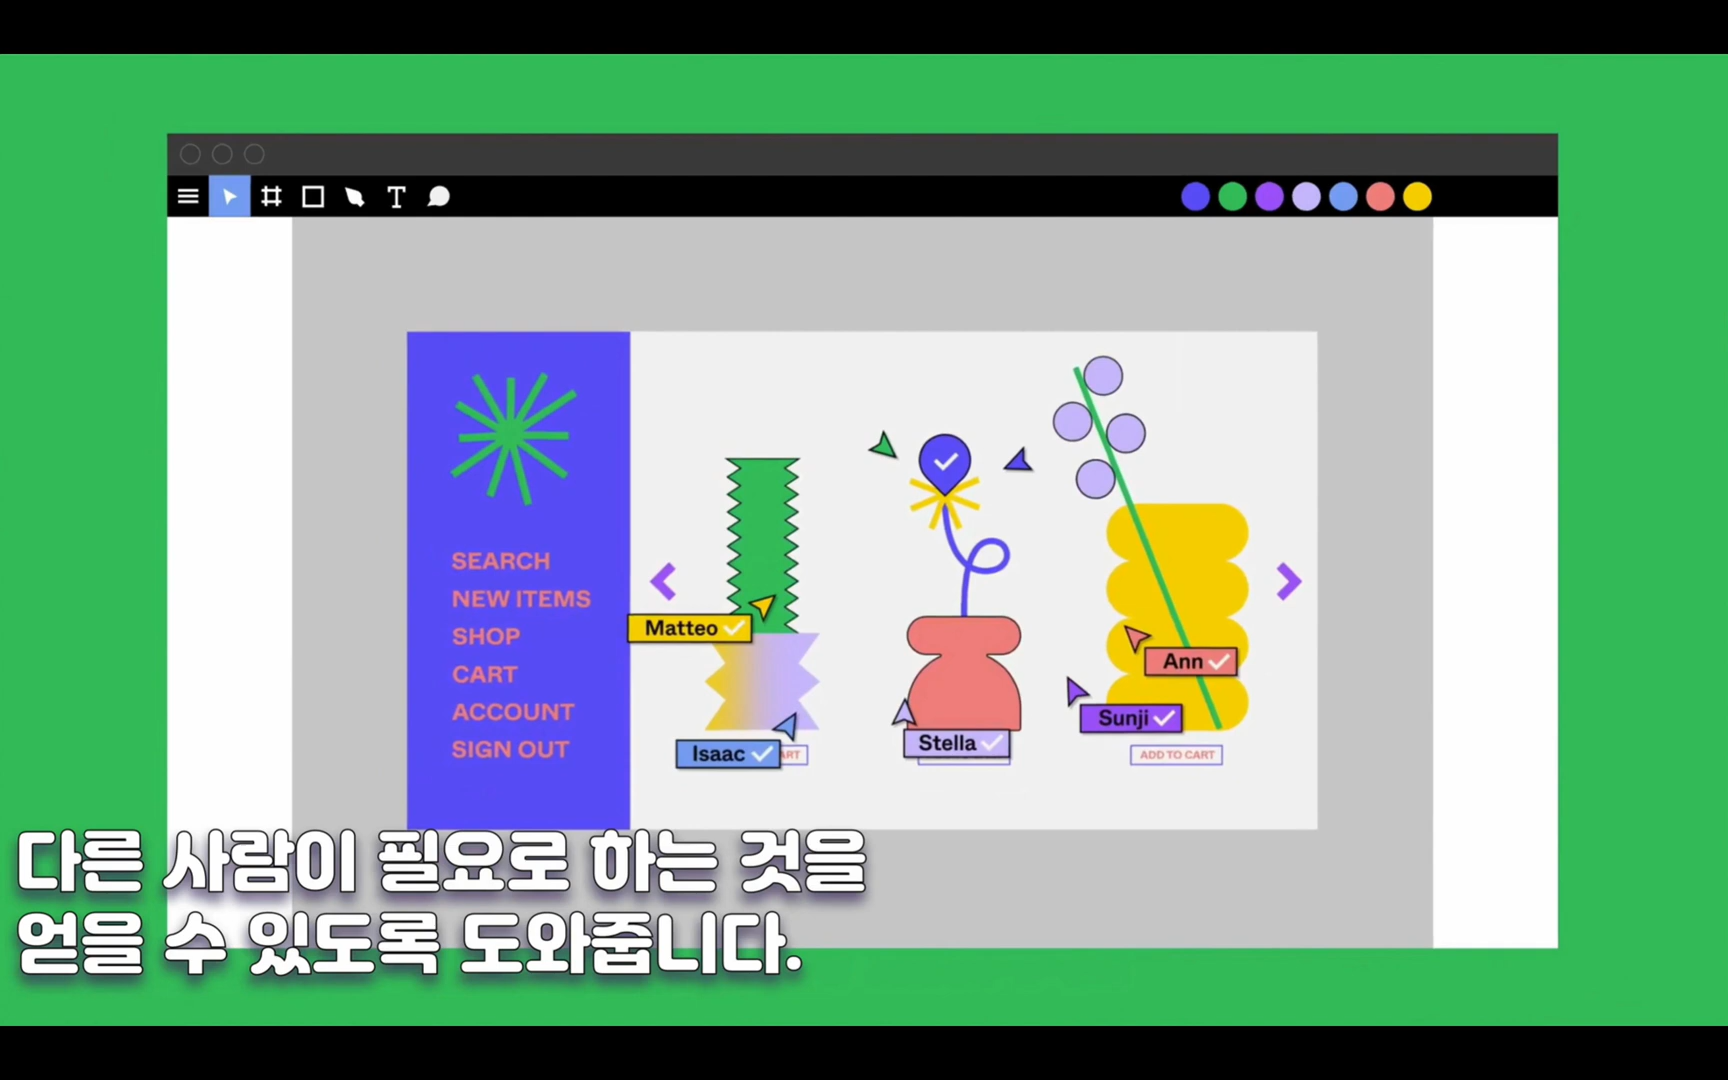 SEARCH
NEW ITEMS
SHOP
CART
ACCOUNT
SIGN OUT
Matteo
Isaac
Stella
Ann
Sunji
ADD TO CART
다른 사람이 필요로 하는 것을
얻을 수 있도록 도와줍니다.